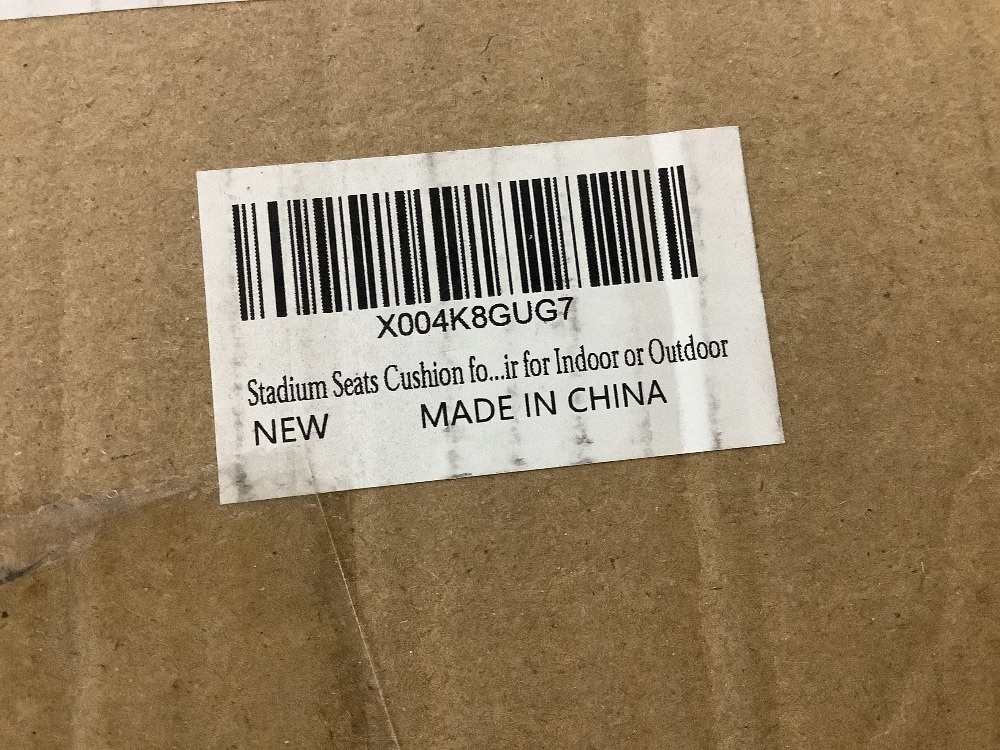 X004K8GUG7
Stadium Seats Cushion fo...ir for Indoor or Outdoor
NEW MADE IN CHINA